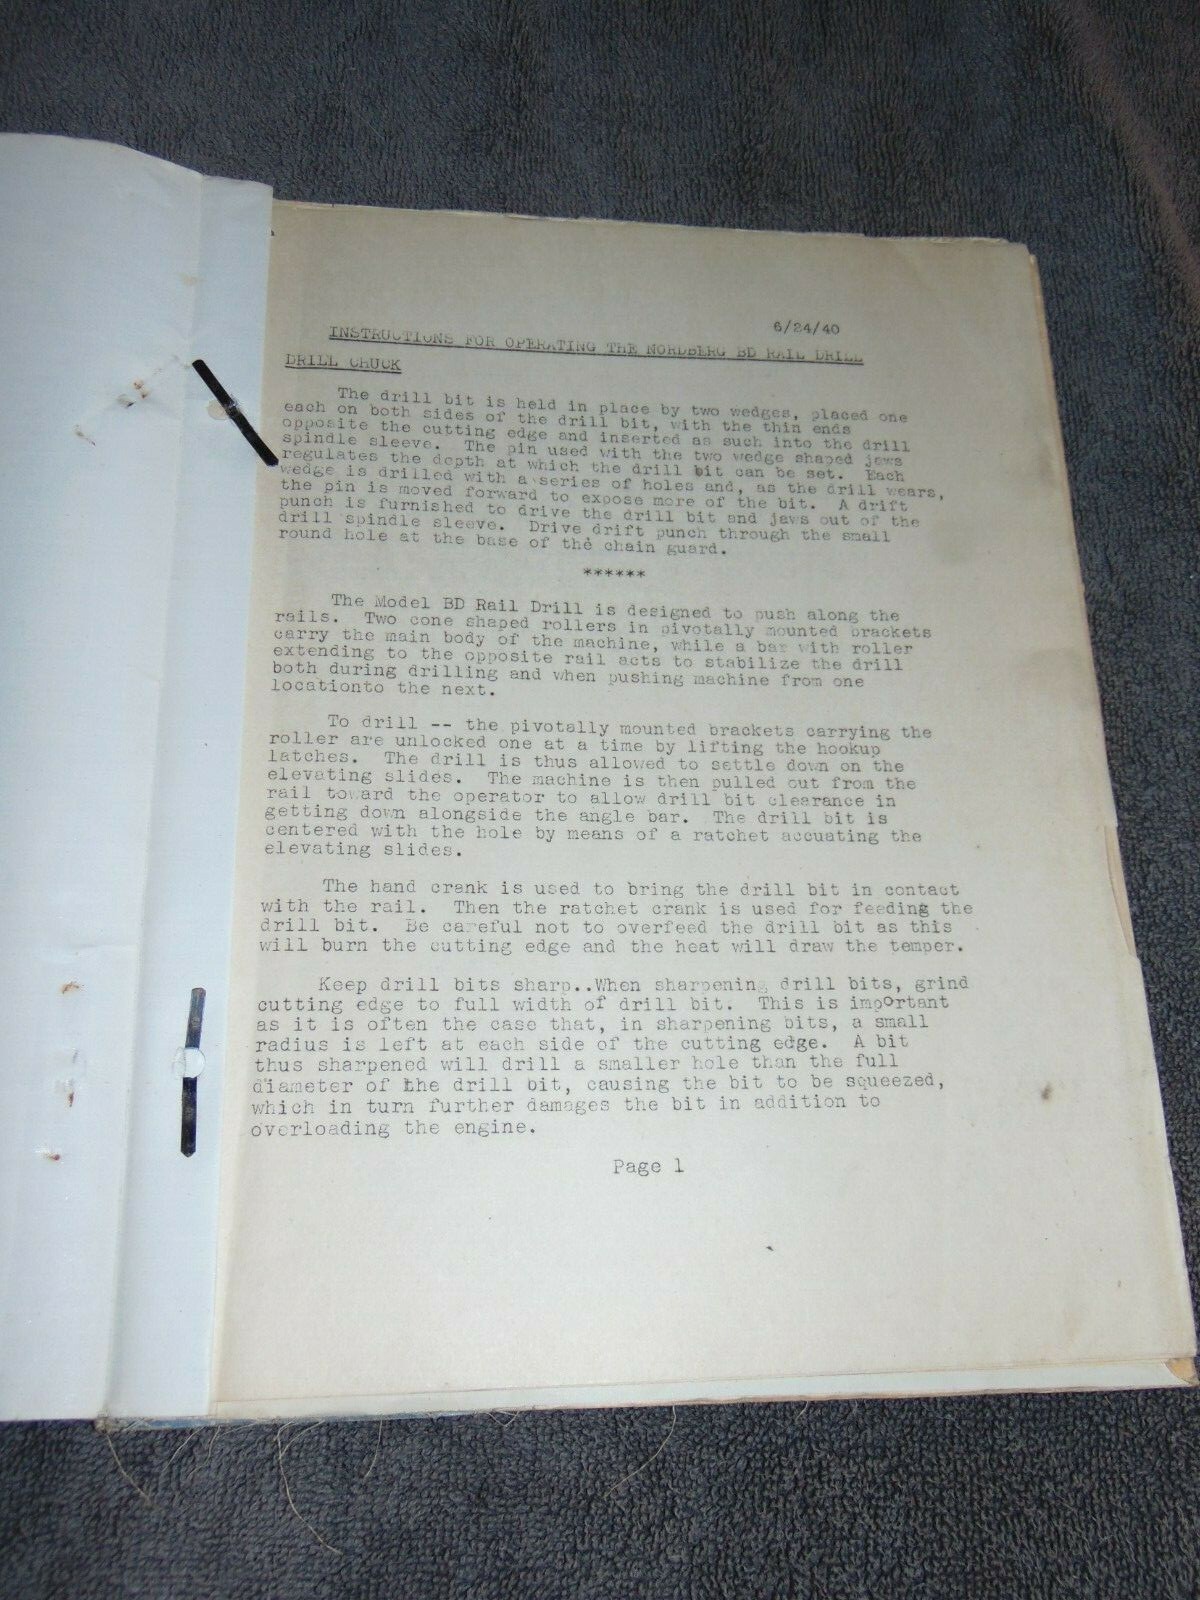 6/24/40
INSTRUCTIONS FOR OPERATING THE NORDBERG BD RAIL DRILL
DRILL CHUCK
The drill bit is held in place by two wedges, placed one
each on both sides of the drill bit, with the thin ends
opposite the cutting edge and inserted as such into the drill
spindle sleeve. The pin used with the two wedge shaped jaws
regulates the depth at which the drill bit can be set. Each
wedge is drilled with a series of holes and, as the drill wears,
the pin is moved forward to expose more of the bit. A drift
punch is furnished to drive the drill bit and jaws out of the
drill spindle sleeve. Drive drift punch through the small
round hole at the base of the chain guard.
******
The Model BD Rail Drill is designed to push along the
rails. Two cone shaped rollers in pivotally mounted brackets
carry the main body of the machine, while a bar with roller
extending to the opposite rail acts to stabilize the drill
both during drilling and when pushing machine from one
locationto the next.
To drill -- the pivotally mounted brackets carrying the
roller are unlocked one at a time by lifting the hookup
latches. The drill is thus allowed to settle down on the
elevating slides. The machine is then pulled out from the
rail toward the operator to allow drill bit clearance in
getting down alongside the angle bar. The drill bit is
centered with the hole by means of a ratchet accuating the
elevating slides.
The hand crank is used to bring the drill bit in contact
with the rail. Then the ratchet crank is used for feeding the
drill bit. Be careful not to overfeed the drill bit as this
will burn the cutting edge and the heat will draw the temper.
Keep drill bits sharp..When sharpening drill bits, grind
cutting edge to full width of drill bit. This is important
as it is often the case that, in sharpening bits, a small
radius is left at each side of the cutting edge. A bit
thus sharpened will drill a smaller hole than the full
diameter of the drill bit, causing the bit to be squeezed,
which in turn further damages the bit in addition to
overloading the engine.
Page 1